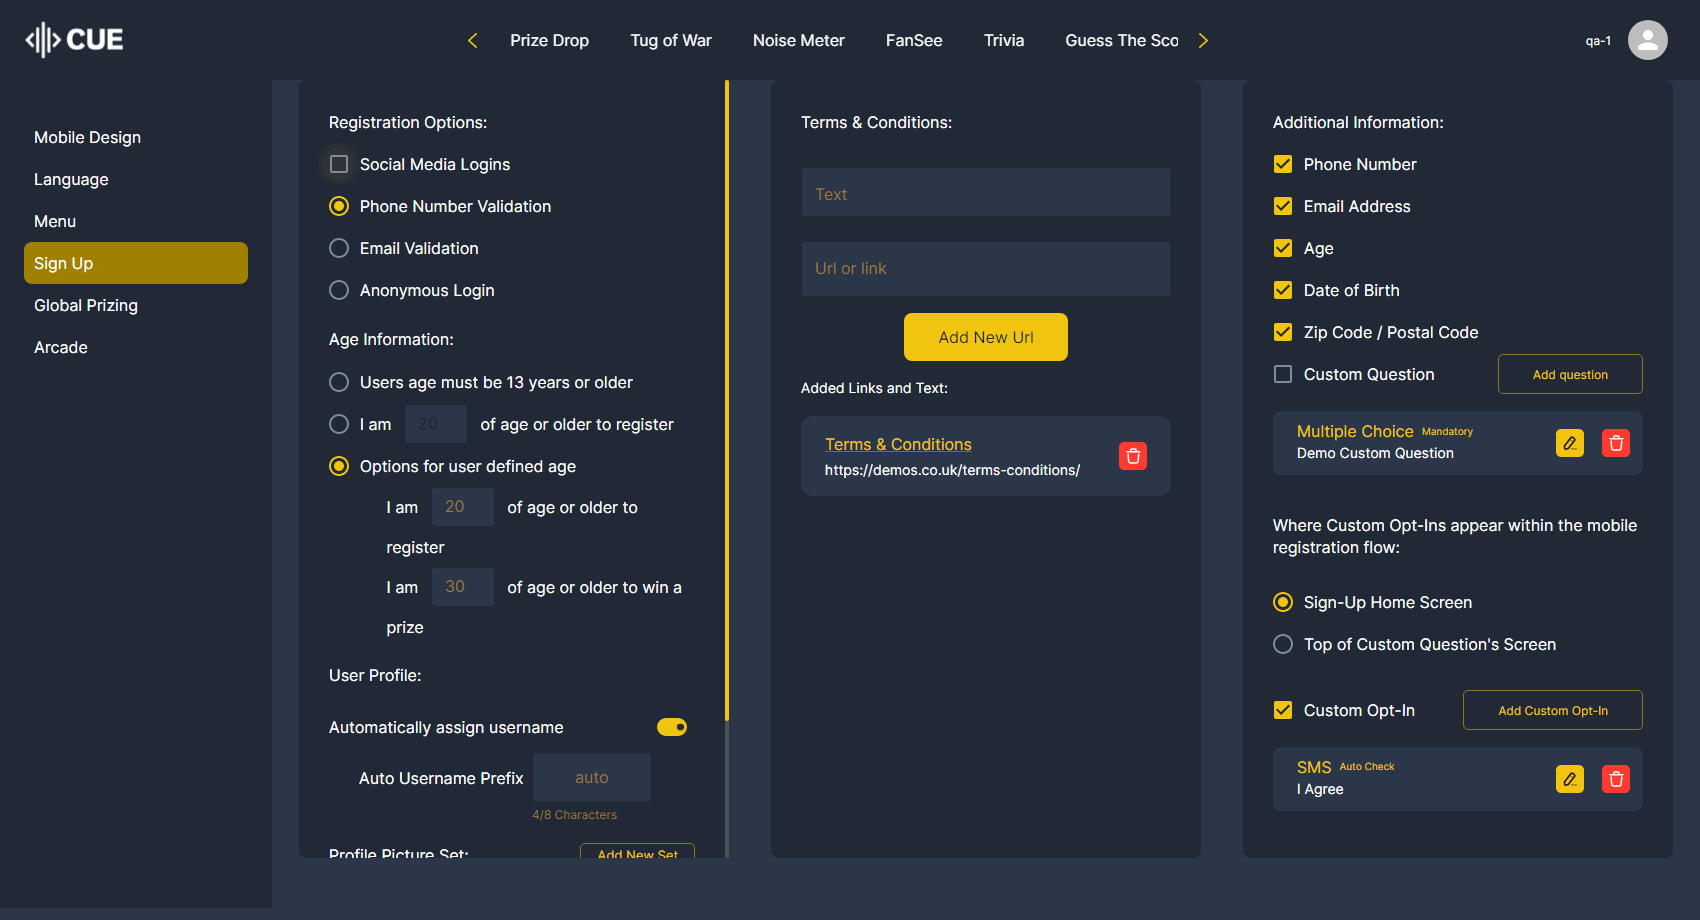 CUE
Prize Drop
Tug of War
Noise Meter
FanSee
Trivia
Guess The Sco
qa-1
Mobile Design
Language
Menu
Sign Up
Global Prizing
Arcade
Registration Options:
Social Media Logins
Phone Number Validation
Email Validation
Anonymous Login
Age Information:
Users age must be 13 years or older
I am 20 of age or older to register
Options for user defined age
I am 20 of age or older to
register
I am 30 of age or older to win a
prize
User Profile:
Automatically assign username
Auto Username Prefix auto
4/8 Characters
Profile Picture Set: Add New Set
Terms & Conditions:
Text
Url or link
Add New Url
Added Links and Text:
Terms & Conditions
https://demos.co.uk/terms-conditions/
Additional Information:
Phone Number
Email Address
Age
Date of Birth
Zip Code / Postal Code
Custom Question Add question
Multiple Choice Mandatory
Demo Custom Question
Where Custom Opt-Ins appear within the mobile
registration flow:
Sign-Up Home Screen
Top of Custom Question's Screen
Custom Opt-In Add Custom Opt-In
SMS Auto Check
I Agree